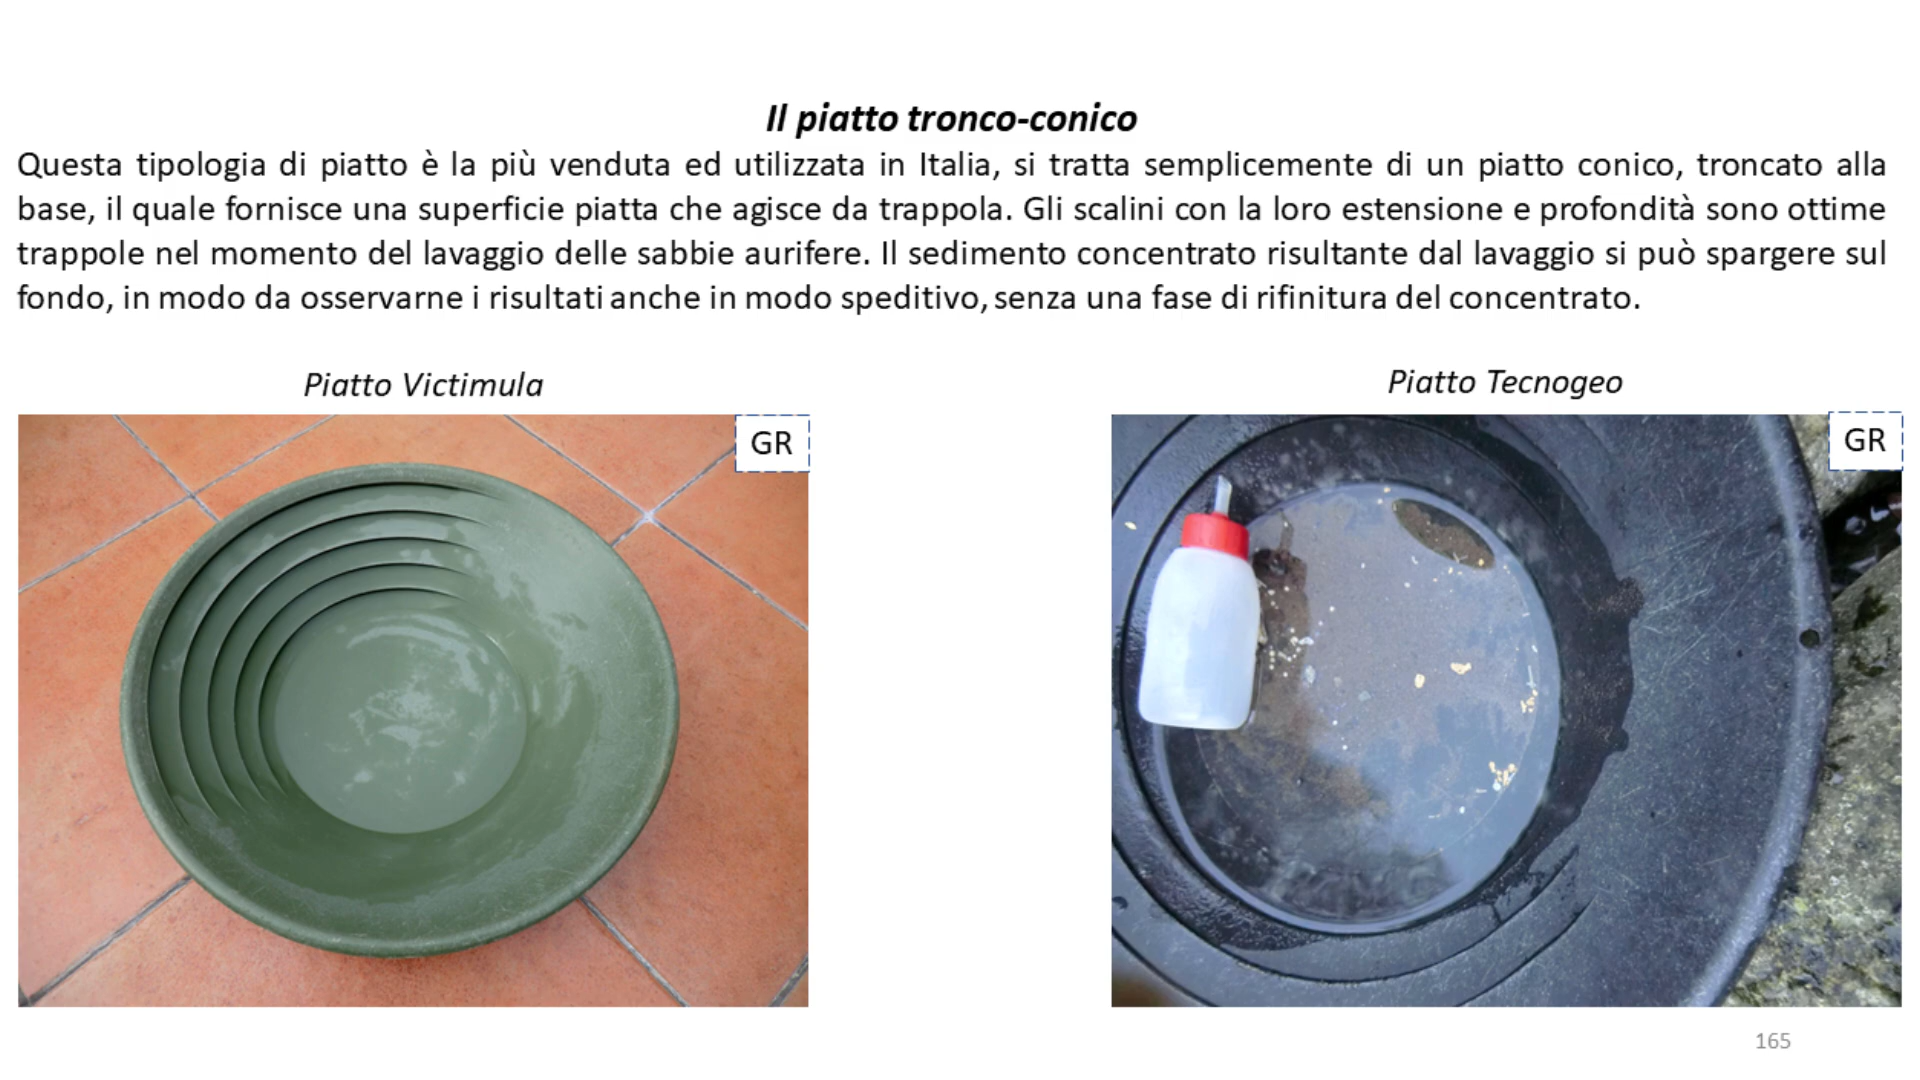 Il piatto tronco-conico
Questa tipologia di piatto è la più venduta ed utilizzata in Italia, si tratta semplicemente di un piatto conico, troncato alla
base, il quale fornisce una superficie piatta che agisce da trappola. Gli scalini con la loro estensione e profondità sono ottime
trappole nel momento del lavaggio delle sabbie aurifere. Il sedimento concentrato risultante dal lavaggio si può spargere sul
fondo, in modo da osservarne i risultati anche in modo speditivo, senza una fase di rifinitura del concentrato.
Piatto Victimula
Piatto Tecnogeo
GR
GR
165